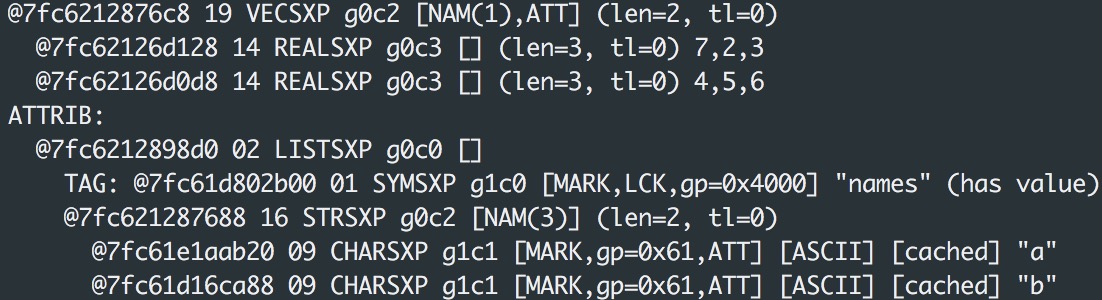 @7fc6212876c8 19 VECSXP g0c2 [NAM(1),ATT] (len=2, tl=0)
@7fc62126d128 14 REALSXP g0c3 [] (len=3, tl=0) 7,2,3
@7fc62126d0d8 14 REALSXP g0c3 [] (len=3, tl=0) 4,5,6
ATTRIB:
@7fc6212898d0 02 LISTSXP g0c0 []
TAG: @7fc61d802b00 01 SYMSXP g1c0 [MARK,LCK,gp=0x4000] "names" (has value)
@7fc621287688 16 STRSXP g0c2 [NAM(3)] (len=2, tl=0)
@7fc61e1aab20 09 CHARSXP g1c1 [MARK,gp=0x61,ATT] [ASCII] [cached] "a"
@7fc61d16ca88 09 CHARSXP g1c1 [MARK,gp=0x61,ATT] [ASCII] [cached] "b"